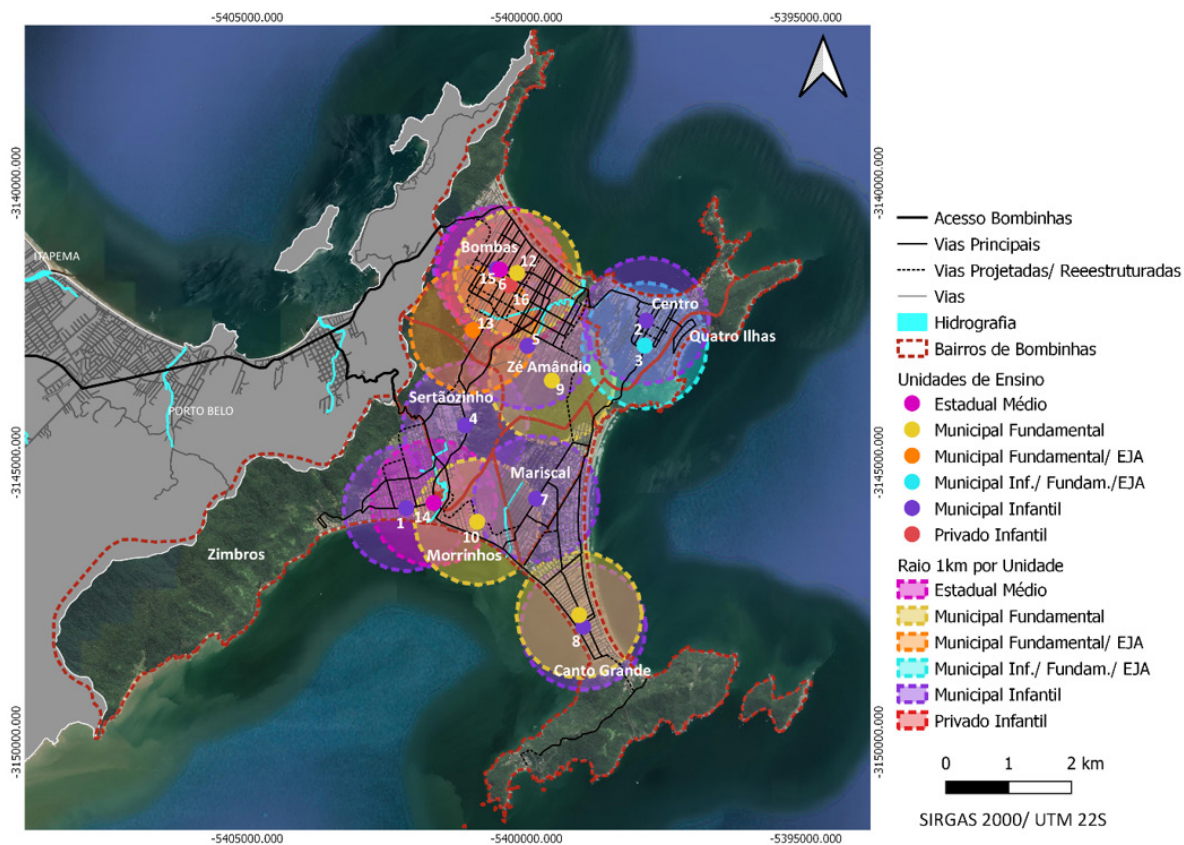 -5405000.000
-5400000.000
-5395000.000
-3140000.000
-3140000.000
ITAPEMA
Bombas
12
15
6
16
Centro
2
13
Quatro Ilhas
5
3
Zé Amândio
9
PORTO BELO
Sertãozinho
4
-3145000.000
-3145000.000
Mariscal
7
1
14
10
Zimbros
Morrinhos
8
Canto Grande
-3150000.000
-3150000.000
-5405000.000
-5400000.000
-5395000.000
Acesso Bombinhas
Vias Principais
Vias Projetadas/ Reeestruturadas
Vias
Hidrografia
Bairros de Bombinhas
Unidades de Ensino
Estadual Médio
Municipal Fundamental
Municipal Fundamental/ EJA
Municipal Inf./ Fundam./EJA
Municipal Infantil
Privado Infantil
Raio 1km por Unidade
Estadual Médio
Municipal Fundamental
Municipal Fundamental/ EJA
Municipal Inf./ Fundam./ EJA
Municipal Infantil
Privado Infantil
0 1 2 km
SIRGAS 2000/ UTM 22S